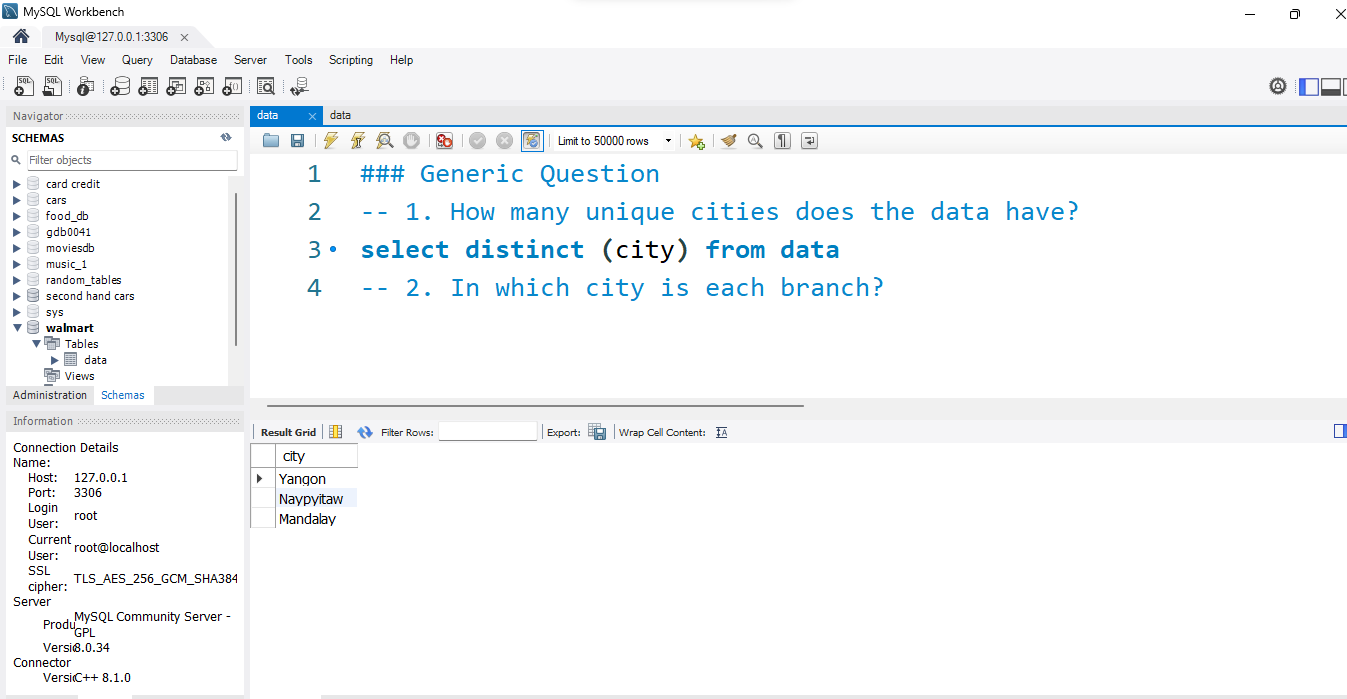 MySQL Workbench
Mysql@127.0.0.1:3306
File Edit View Query Database Server Tools Scripting Help
Navigator
SCHEMAS
Filter objects
card credit
cars
food_db
gdb0041
moviesdb
music_1
random_tables
second hand cars
sys
walmart
Tables
data
Views
Administration Schemas
Information
Connection Details
Name:
Host: 127.0.0.1
Port: 3306
Login User: root
Current User: root@localhost
SSL cipher: TLS_AES_256_GCM_SHA384
Server
Produ MySQL Community Server - GPL
Versi 8.0.34
Connector
Versi C++ 8.1.0
data data
Limit to 50000 rows
1 ### Generic Question
2 -- 1. How many unique cities does the data have?
3 select distinct (city) from data
4 -- 2. In which city is each branch?
Result Grid Filter Rows: Export: Wrap Cell Content:
city
Yangon
Naypyitaw
Mandalay